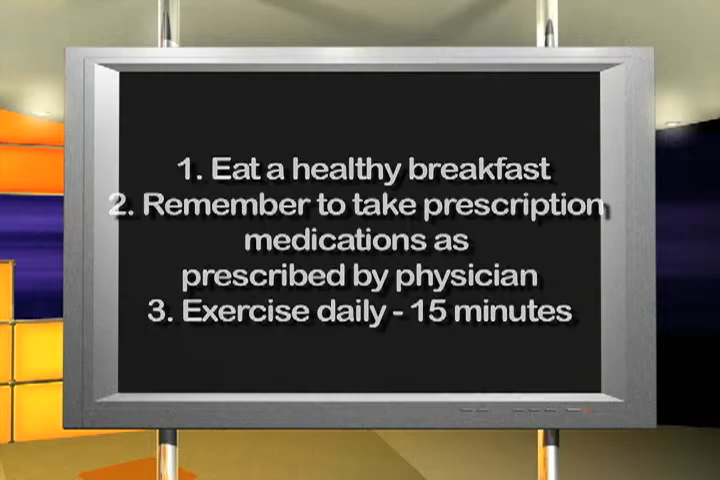 1. Eat a healthy breakfast
2. Remember to take prescription
medications as
prescribed by physician
3. Exercise daily - 15 minutes